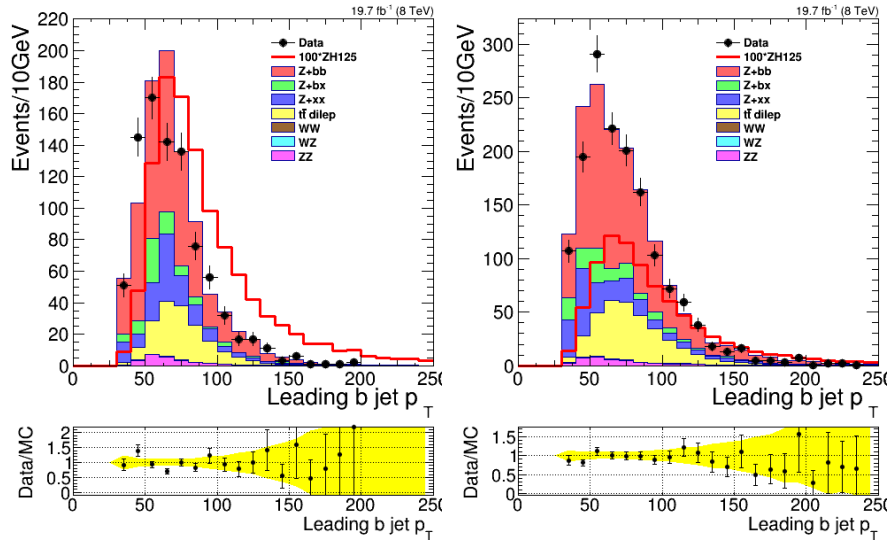 19.7 fb⁻¹ (8 TeV)
Events/10GeV
220
200
180
160
140
120
100
80
60
40
20
0
Data
100*ZH125
Z+bb
Z+bx
Z+xx
tt̄ dilep
WW
WZ
ZZ
0 50 100 150 200 250
Leading b jet p_T
Data/MC
2
1.5
1
0.5
0
0 50 100 150 200 250
Leading b jet p_T
19.7 fb⁻¹ (8 TeV)
Events/10GeV
300
250
200
150
100
50
0
Data
100*ZH125
Z+bb
Z+bx
Z+xx
tt̄ dilep
WW
WZ
ZZ
0 50 100 150 200 250
Leading b jet p_T
Data/MC
1.5
1
0.5
0
0 50 100 150 200 250
Leading b jet p_T